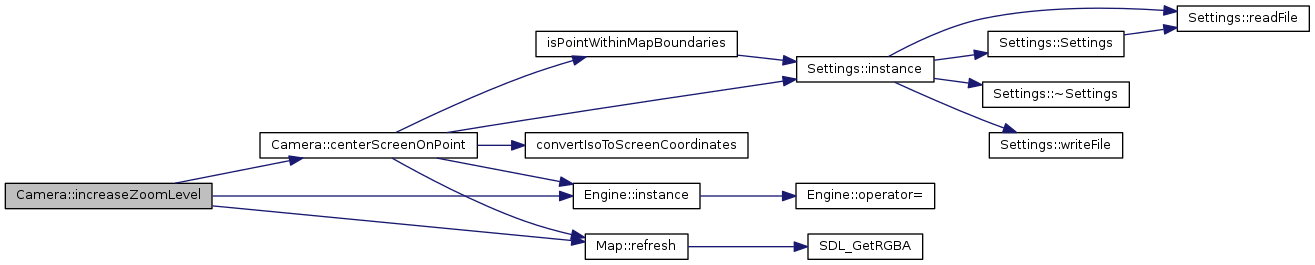 Camera::increaseZoomLevel
Camera::centerScreenOnPoint
isPointWithinMapBoundaries
Settings::instance
Settings::readFile
Settings::Settings
Settings::~Settings
Settings::writeFile
convertIsoToScreenCoordinates
Engine::instance
Engine::operator=
Map::refresh
SDL_GetRGBA